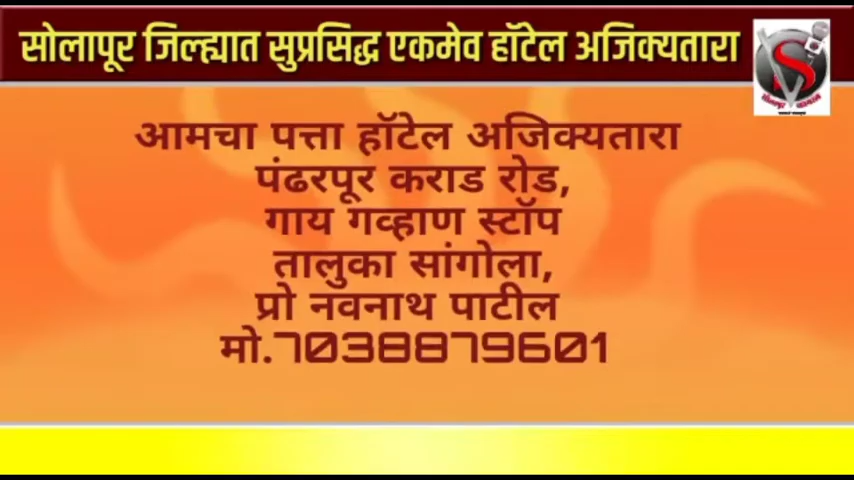 सोलापूर जिल्ह्यात सुप्रसिद्ध एकमेव हॉटेल अजिक्यतारा
आमचा पत्ता हॉटेल अजिक्यतारा
पंढरपूर कराड रोड,
गाय गव्हाण स्टॉप
तालुका सांगोला,
प्रो नवनाथ पाटील
मो.7038879601